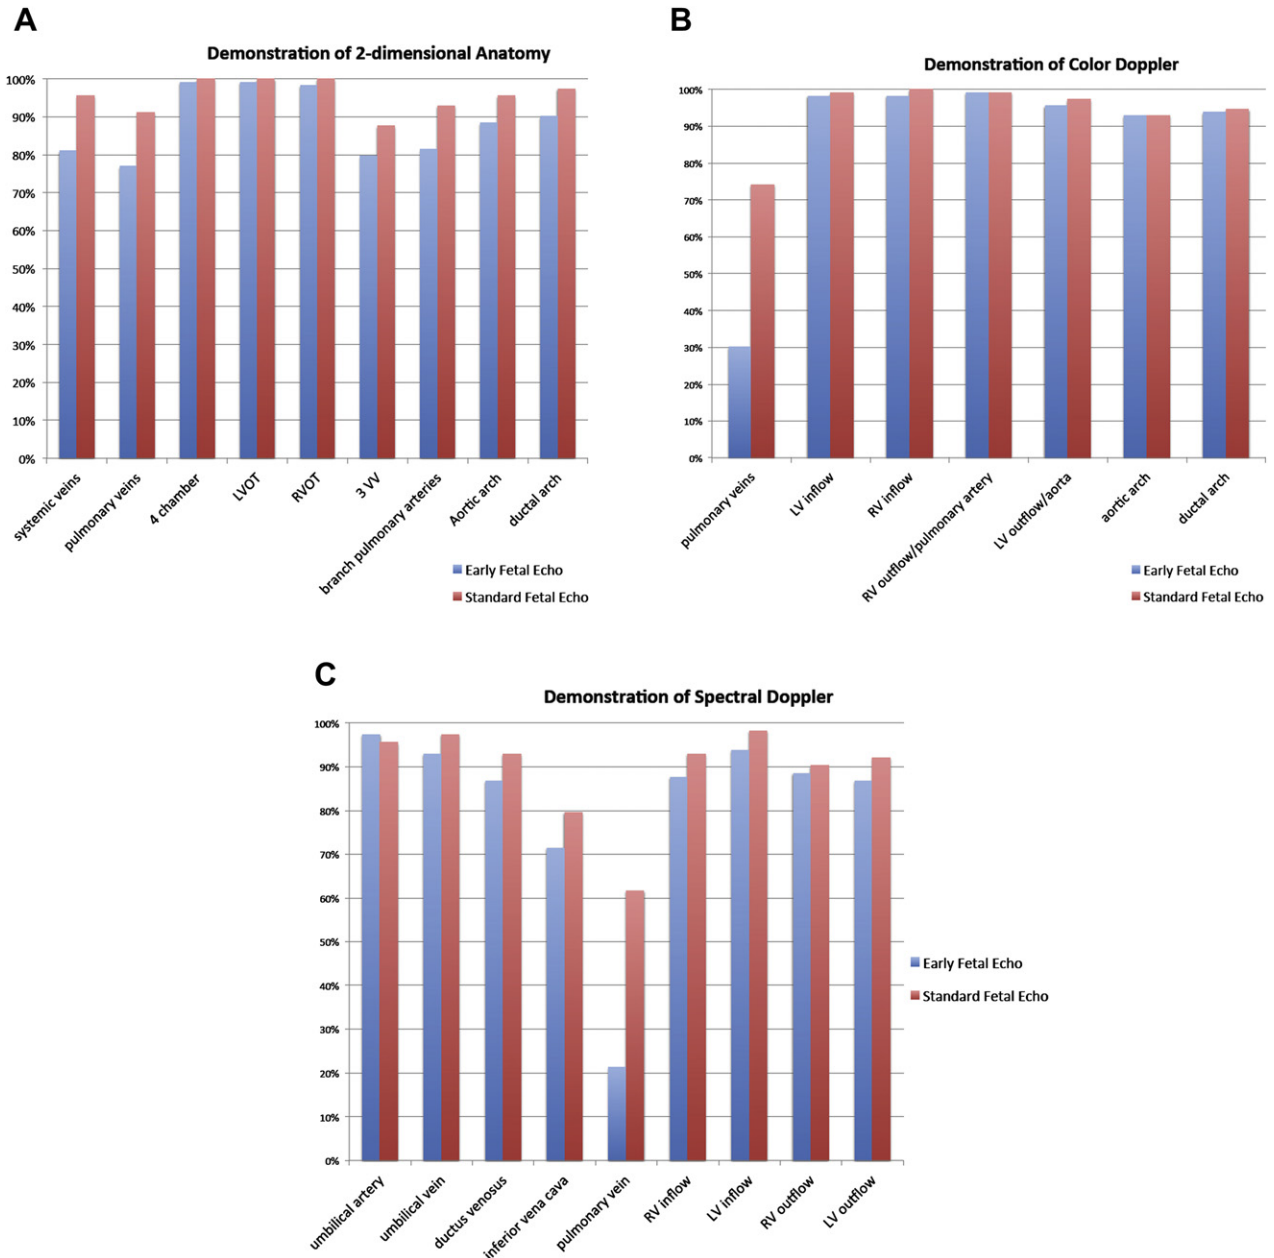 A
Demonstration of 2-dimensional Anatomy
100%
90%
80%
70%
60%
50%
40%
30%
20%
10%
0%
systemic veins
pulmonary veins
4 chamber
LVOT
RVOT
3 VV
branch pulmonary arteries
Aortic arch
ductal arch
Early Fetal Echo
Standard Fetal Echo
B
Demonstration of Color Doppler
100%
90%
80%
70%
60%
50%
40%
30%
20%
10%
0%
pulmonary veins
LV inflow
RV inflow
RV outflow/pulmonary artery
LV outflow/aorta
aortic arch
ductal arch
Early Fetal Echo
Standard Fetal Echo
C
Demonstration of Spectral Doppler
100%
90%
80%
70%
60%
50%
40%
30%
20%
10%
0%
umbilical artery
umbilical vein
ductus venosus
inferior vena cava
pulmonary vein
RV inflow
LV inflow
RV outflow
LV outflow
Early Fetal Echo
Standard Fetal Echo